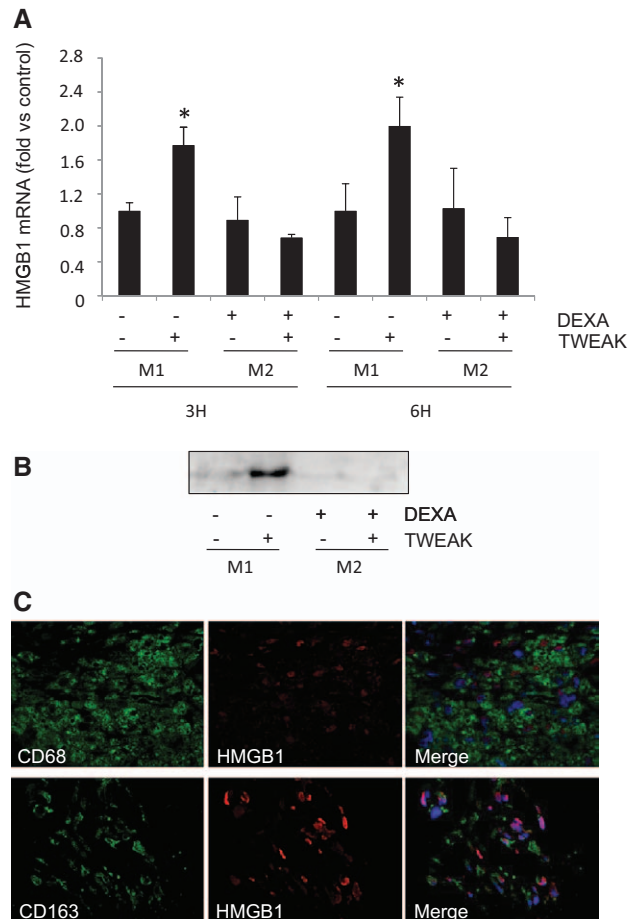 A
HMGB1 mRNA (fold vs control)
2.8
2.4
2.0
1.6
1.2
0.8
0.4
0
* *
- - + + - - + + DEXA
- + - + - + - + TWEAK
M1 M2 M1 M2
3H 6H
B
- - + + DEXA
- + - + TWEAK
M1 M2
C
CD68 HMGB1 Merge
CD163 HMGB1 Merge